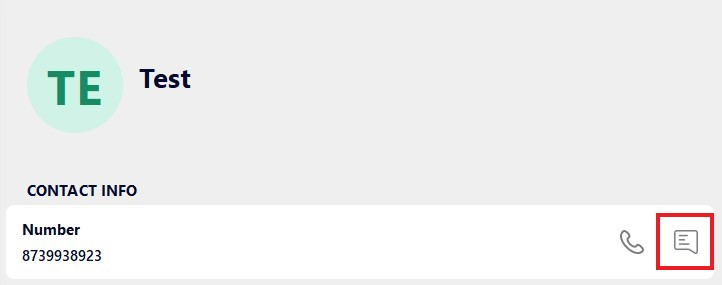 TE
Test
CONTACT INFO
Number
8739938923